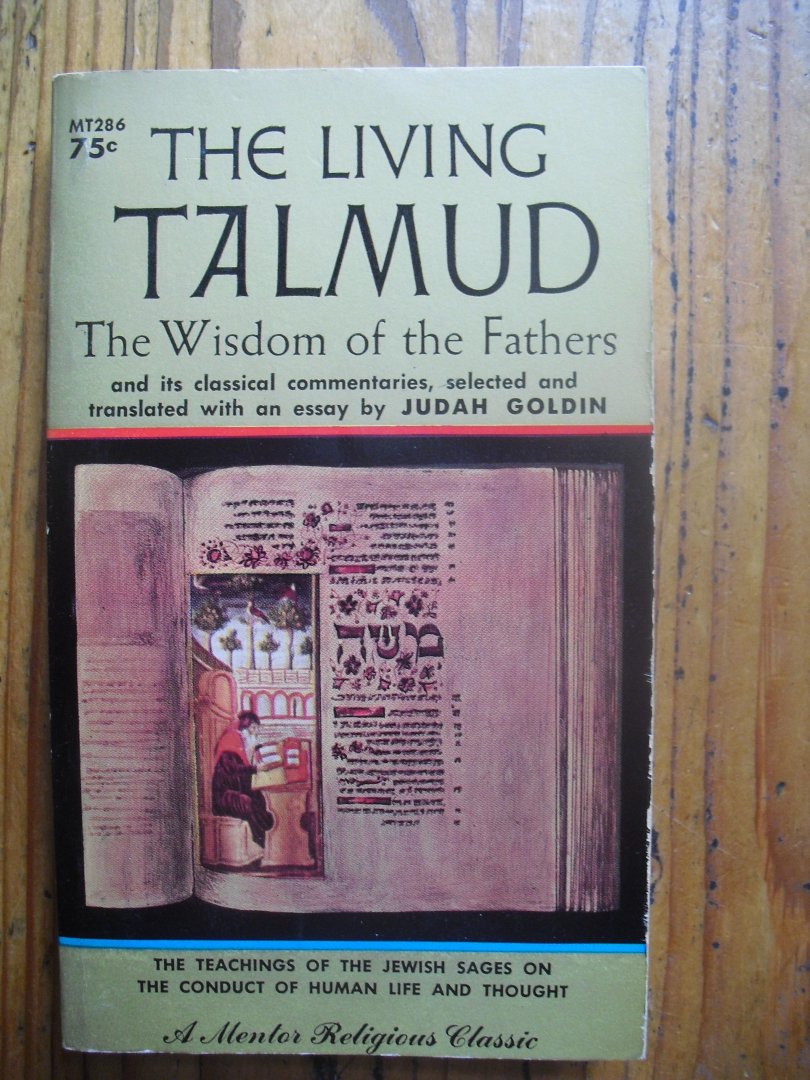 MT286
75c
THE LIVING
TALMUD
The Wisdom of the Fathers
and its classical commentaries, selected and
translated with an essay by JUDAH GOLDIN
משה
THE TEACHINGS OF THE JEWISH SAGES ON
THE CONDUCT OF HUMAN LIFE AND THOUGHT
A Mentor Religious Classic